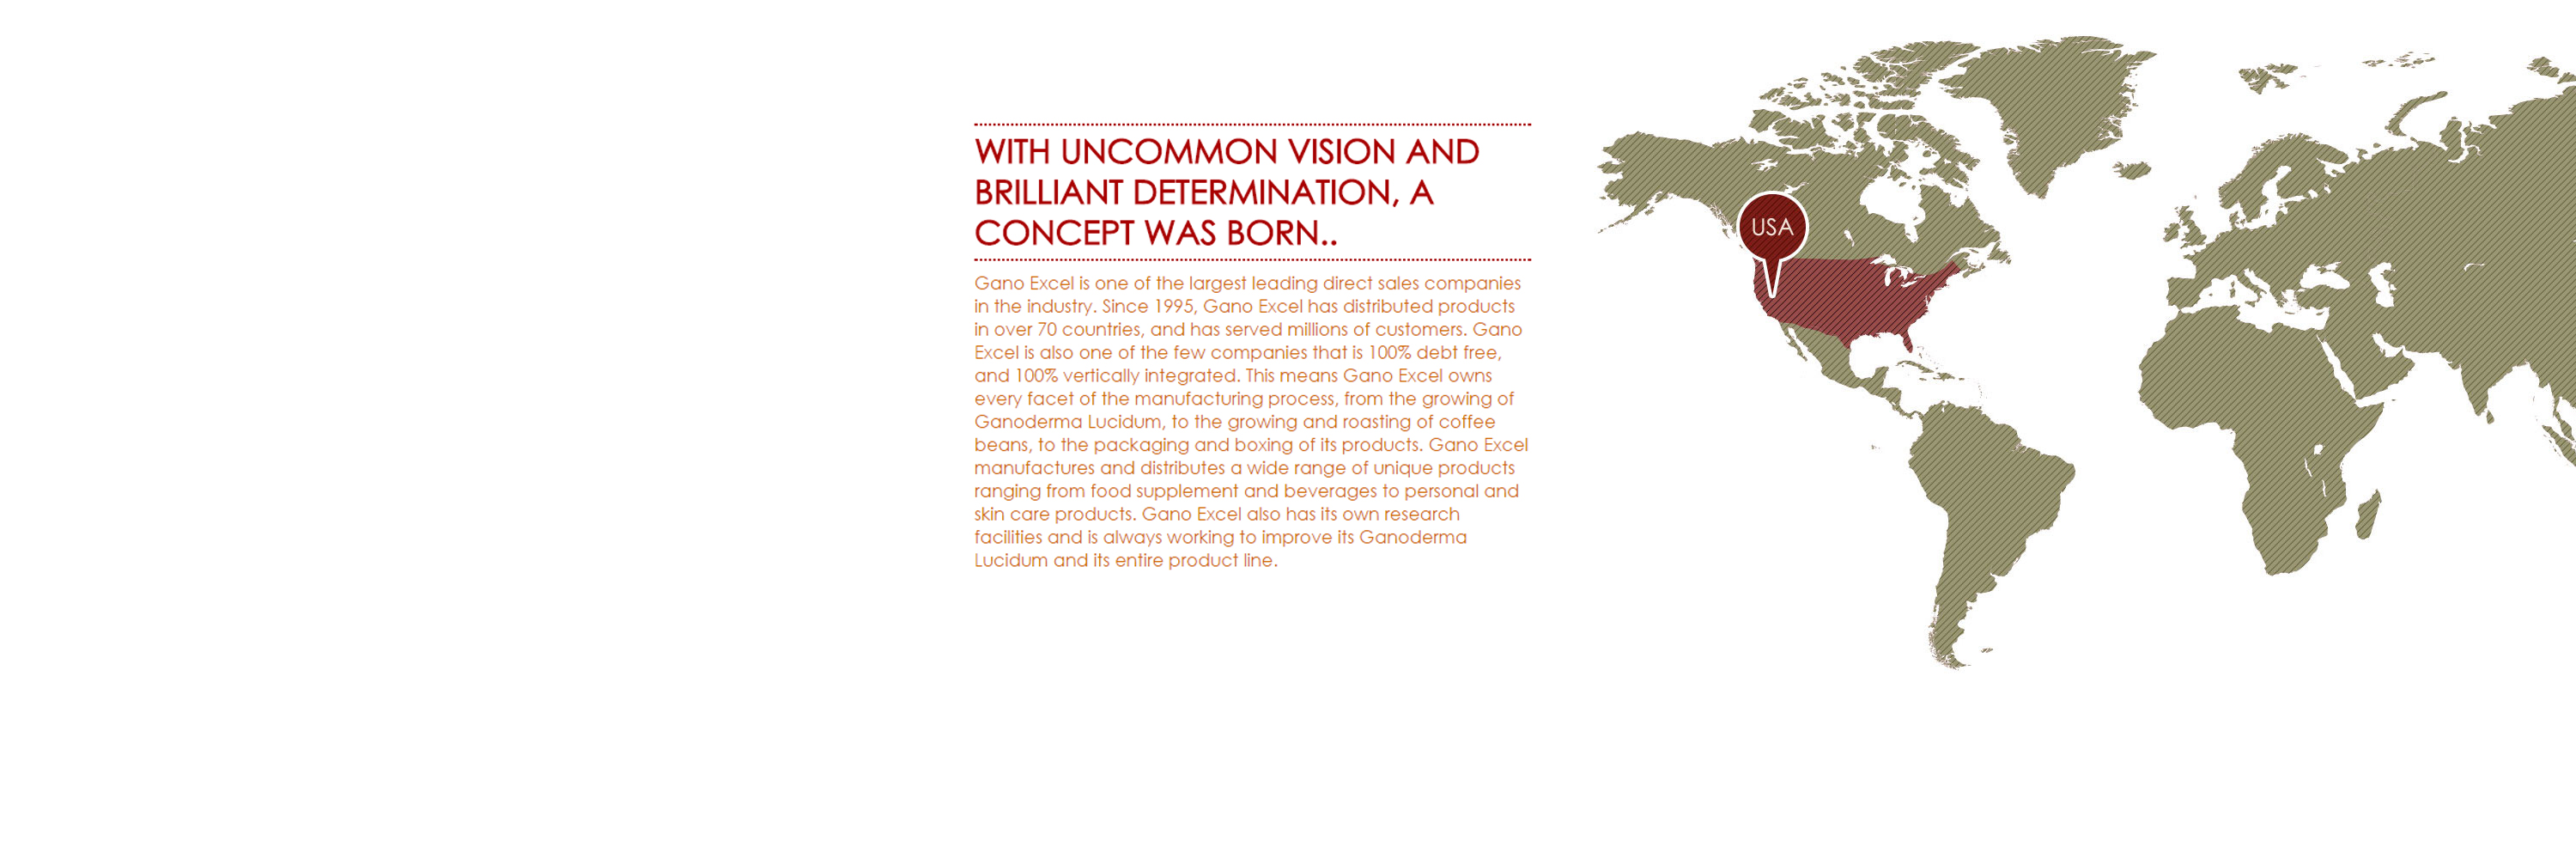 WITH UNCOMMON VISION AND
BRILLIANT DETERMINATION, A
CONCEPT WAS BORN..
Gano Excel is one of the largest leading direct sales companies
in the industry. Since 1995, Gano Excel has distributed products
in over 70 countries, and has served millions of customers. Gano
Excel is also one of the few companies that is 100% debt free,
and 100% vertically integrated. This means Gano Excel owns
every facet of the manufacturing process, from the growing of
Ganoderma Lucidum, to the growing and roasting of coffee
beans, to the packaging and boxing of its products. Gano Excel
manufactures and distributes a wide range of unique products
ranging from food supplement and beverages to personal and
skin care products. Gano Excel also has its own research
facilities and is always working to improve its Ganoderma
Lucidum and its entire product line.
USA